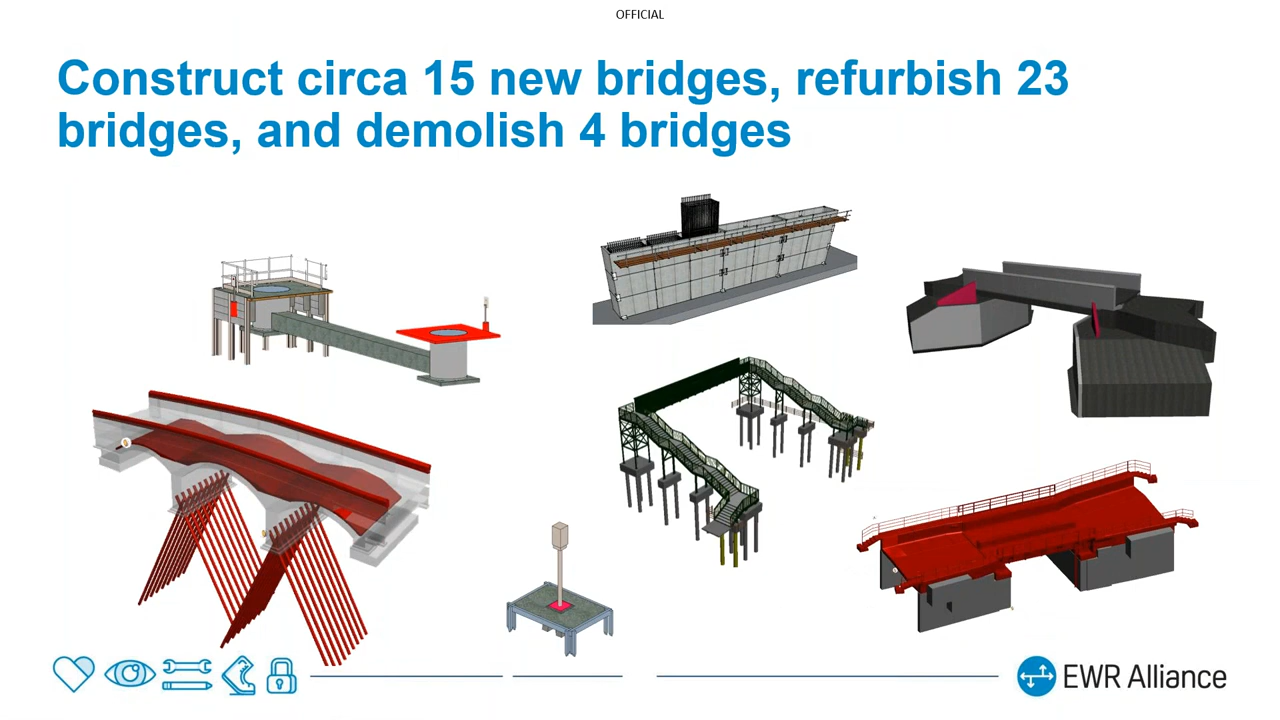 OFFICIAL
Construct circa 15 new bridges, refurbish 23
bridges, and demolish 4 bridges
EWR Alliance